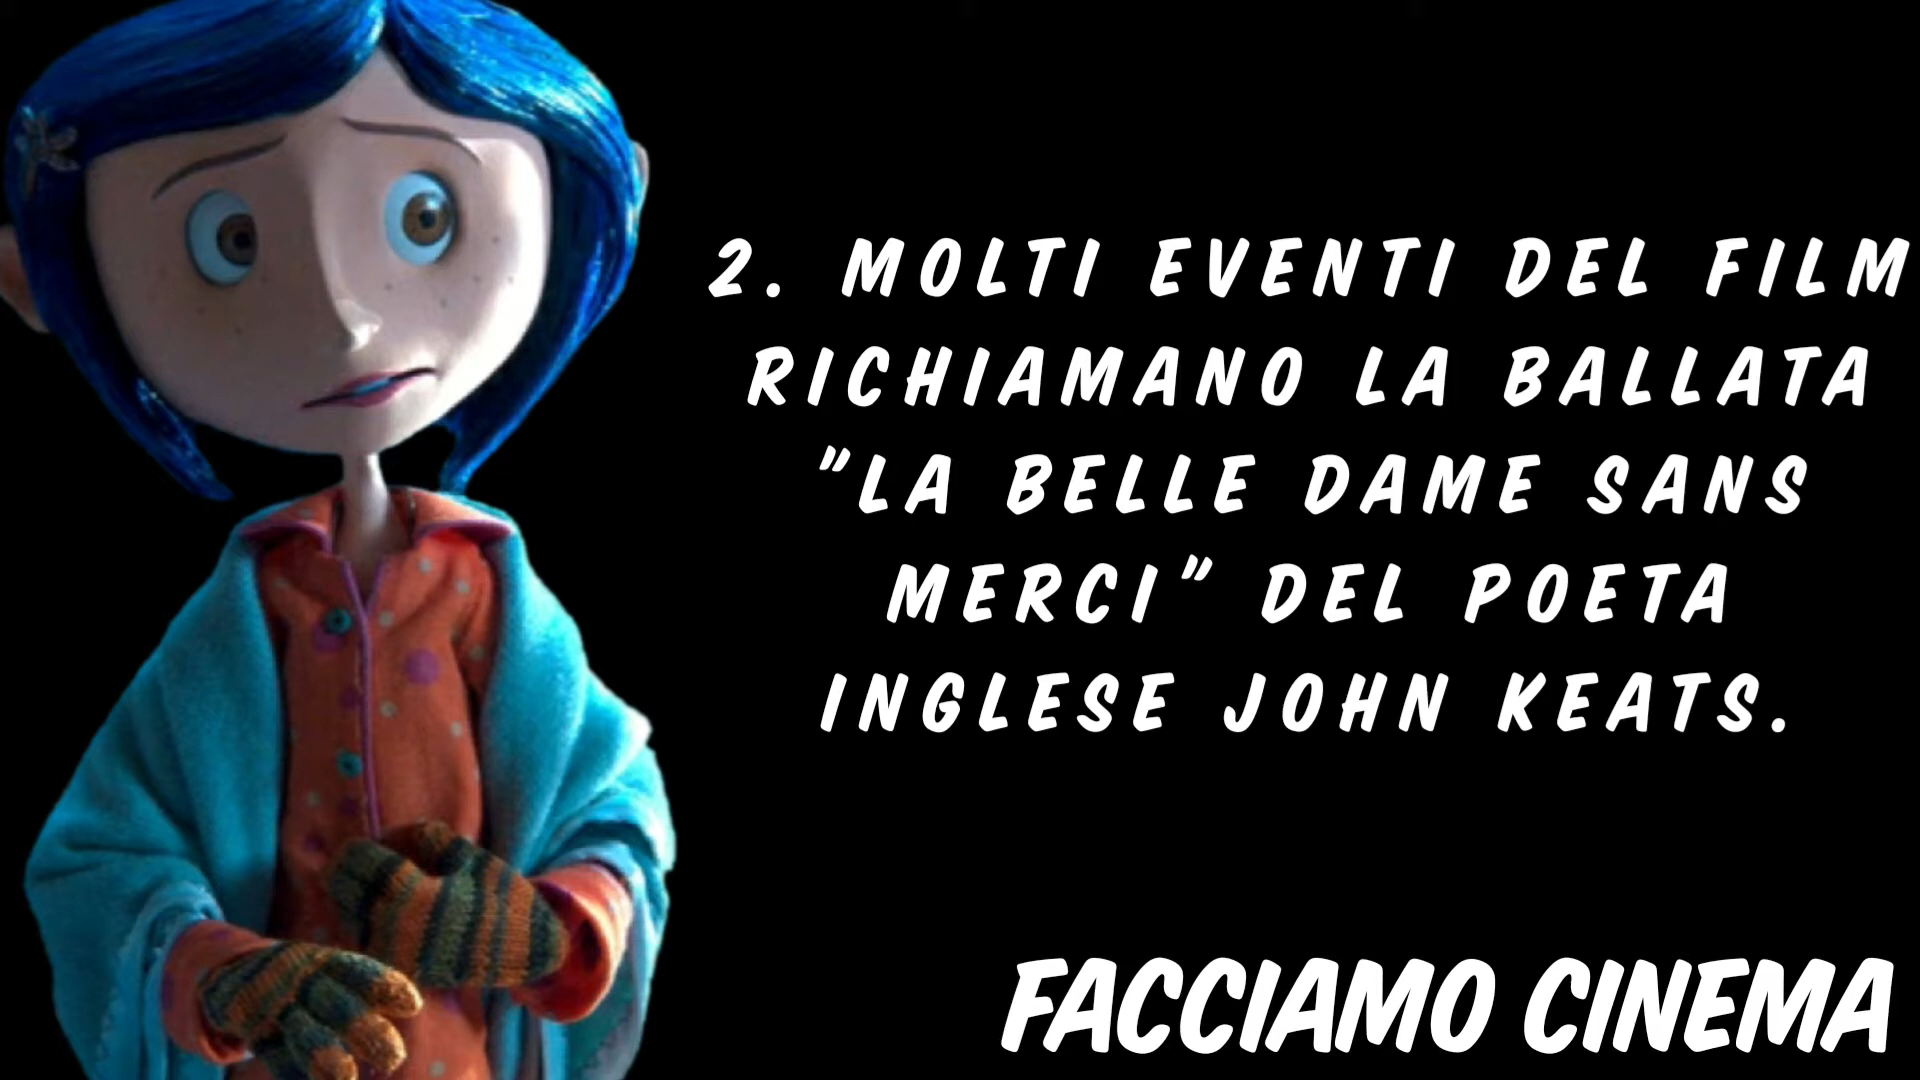 2. MOLTI EVENTI DEL FILM
RICHIAMANO LA BALLATA
"LA BELLE DAME SANS
MERCI" DEL POETA
INGLESE JOHN KEATS.
FACCIAMO CINEMA